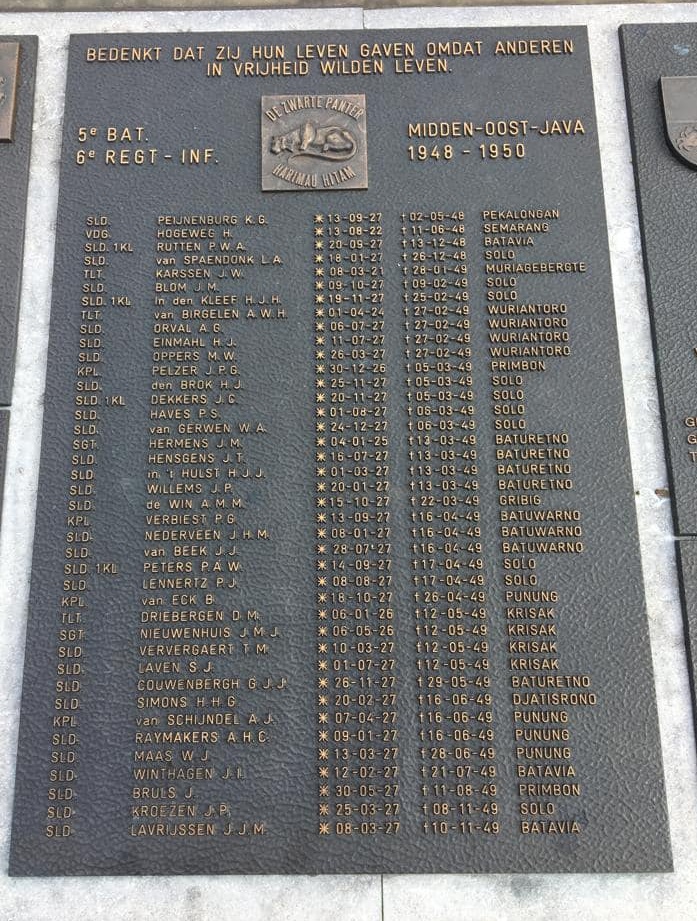 BEDENKT DAT ZIJ HUN LEVEN GAVEN OMDAT ANDEREN
IN VRIJHEID WILDEN LEVEN.
DE ZWARTE PANTER
HARIMAU HITAM
5e BAT.
6e REGT - INF.
MIDDEN-OOST-JAVA
1948 - 1950
SLD. PEIJNENBURG K.G. * 13-09-27 † 02-05-48 PEKALONGAN
VDG. HOGEWEG H. * 13-08-22 † 11-06-48 SEMARANG
SLD. 1KL RUTTEN P.W.A. * 20-09-27 † 13-12-48 BATAVIA
SLD. van SPAENDONK L.A. * 18-01-27 † 26-12-48 SOLO
TLT. KARSSEN J.W. * 08-03-21 † 28-01-49 MURIAGEBERGTE
SLD. BLOM J.M. * 09-10-27 † 09-02-49 SOLO
SLD. 1KL In den KLEEF H.J.H. * 19-11-27 † 25-02-49 SOLO
TLT. van BIRGELEN A.W.H. * 01-04-24 † 27-02-49 WURIANTORO
SLD. ORVAL A.G. * 06-07-27 † 27-02-49 WURIANTORO
SLD. EINMAHL H.J. * 11-07-27 † 27-02-49 WURIANTORO
SLD. OPPERS M.W. * 26-03-27 † 27-02-49 WURIANTORO
KPL. PELZER J.P.G. * 30-12-26 † 05-03-49 PRIMBON
SLD. den BROK H.J. * 25-11-27 † 05-03-49 SOLO
SLD. 1KL DEKKERS J.C. * 20-11-27 † 05-03-49 SOLO
SLD. HAVES P.S. * 01-08-27 † 06-03-49 SOLO
SLD. van GERWEN W.A. * 24-12-27 † 06-03-49 SOLO
SGT. HERMENS J.M. * 04-01-25 † 13-03-49 BATURETNO
SLD. HENSGENS J.T. * 16-07-27 † 13-03-49 BATURETNO
SLD. in 't HULST H.J.J. * 01-03-27 † 13-03-49 BATURETNO
SLD. WILLEMS J.P. * 20-01-27 † 13-03-49 BATURETNO
SLD. de WIN A.M.M. * 15-10-27 † 22-03-49 GRIBIG
KPL. VERBIEST P.G. * 13-09-27 † 16-04-49 BATUWARNO
SLD. NEDERVEEN J.H.M. * 08-01-27 † 16-04-49 BATUWARNO
SLD. van BEEK J.J. * 28-07-27 † 16-04-49 BATUWARNO
SLD. 1KL PETERS P.A.W. * 14-09-27 † 17-04-49 SOLO
SLD. LENNERTZ P.J. * 08-08-27 † 17-04-49 SOLO
KPL. van ECK B. * 18-10-27 † 26-04-49 PUNUNG
TLT. DRIEBERGEN D.M. * 06-01-26 † 12-05-49 KRISAK
SGT. NIEUWENHUIS J.M.J. * 06-05-26 † 12-05-49 KRISAK
SLD. VERVERGAERT T.M. * 10-03-27 † 12-05-49 KRISAK
SLD. LAVEN S.J. * 01-07-27 † 12-05-49 KRISAK
SLD. COUWENBERGH G.J.J. * 26-11-27 † 29-05-49 BATURETNO
SLD. SIMONS H.H.G. * 20-02-27 † 16-06-49 DJATISRONO
KPL. van SCHIJNDEL A.J. * 07-04-27 † 16-06-49 PUNUNG
SLD. RAYMAKERS A.H.C. * 09-01-27 † 16-06-49 PUNUNG
SLD. MAAS W.J. * 13-03-27 † 28-06-49 PUNUNG
SLD. WINTHAGEN J.I. * 12-02-27 † 21-07-49 BATAVIA
SLD. BRULS J. * 30-05-27 † 11-08-49 PRIMBON
SLD. KROEZEN J.P. * 25-03-27 † 08-11-49 SOLO
SLD. LAVRIJSSEN J.J.M. * 08-03-27 † 10-11-49 BATAVIA